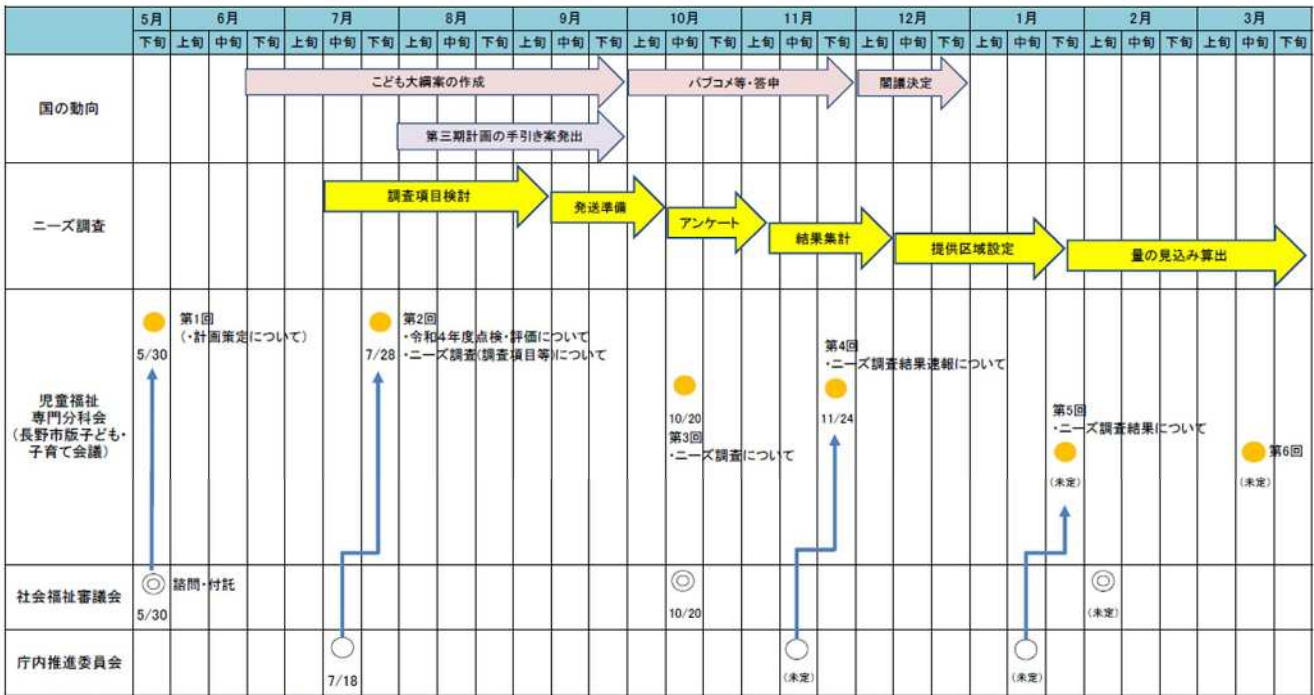 5月 6月 7月 8月 9月 10月 11月 12月 1月 2月 3月
下旬 上旬 中旬 下旬 上旬 中旬 下旬 上旬 中旬 下旬 上旬 中旬 下旬 上旬 中旬 下旬 上旬 中旬 下旬 上旬 中旬 下旬 上旬 中旬 下旬 上旬 中旬 下旬 上旬 中旬 下旬
国の動向
こども大綱案の作成
パブコメ等・答申
閣議決定
第三期計画の手引き案発出
ニーズ調査
調査項目検討
発送準備
アンケート
結果集計
提供区域設定
量の見込み算出
児童福祉
専門分科会
(長野市版子ども・
子育て会議)
5/30
第1回
(・計画策定について)
7/28
第2回
・令和4年度点検・評価について
・ニーズ調査(調査項目等)について
10/20
第3回
・ニーズ調査について
第4回
・ニーズ調査結果速報について
11/24
第5回
・ニーズ調査結果について
(未定)
第6回
(未定)
社会福祉審議会
諮問・付託
5/30
10/20
(未定)
庁内推進委員会
7/18
(未定)
(未定)